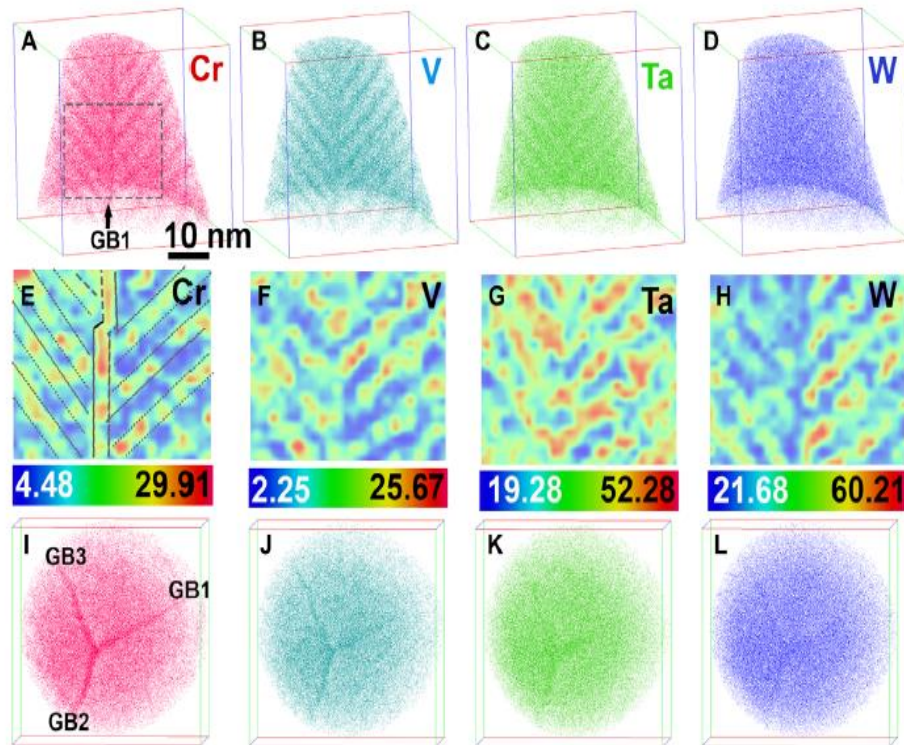 A Cr
B V
C Ta
D W
GB1
10 nm
E Cr
F V
G Ta
H W
4.48 29.91
2.25 25.67
19.28 52.28
21.68 60.21
I
GB3
GB1
GB2
J
K
L